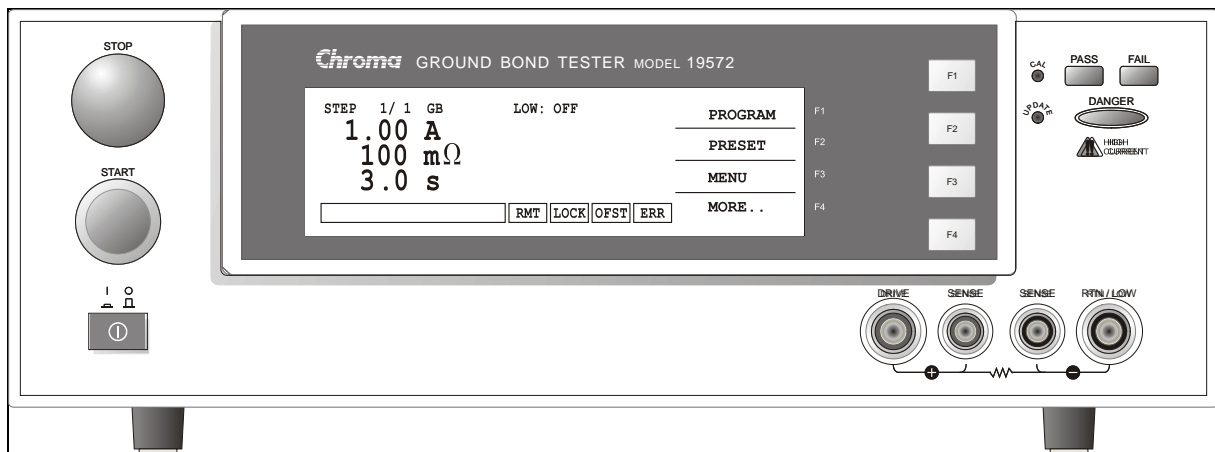 STOP
START
I O
Chroma GROUND BOND TESTER MODEL 19572
STEP 1/ 1 GB LOW: OFF
1.00 A
100 mΩ
3.0 s
RMT LOCK OFST ERR
PROGRAM
PRESET
MENU
MORE..
F1
F2
F3
F4
F1
F2
F3
F4
CAL
UPDATE
PASS
FAIL
DANGER
HIGH
CURRENT
DRIVE SENSE SENSE RTN / LOW